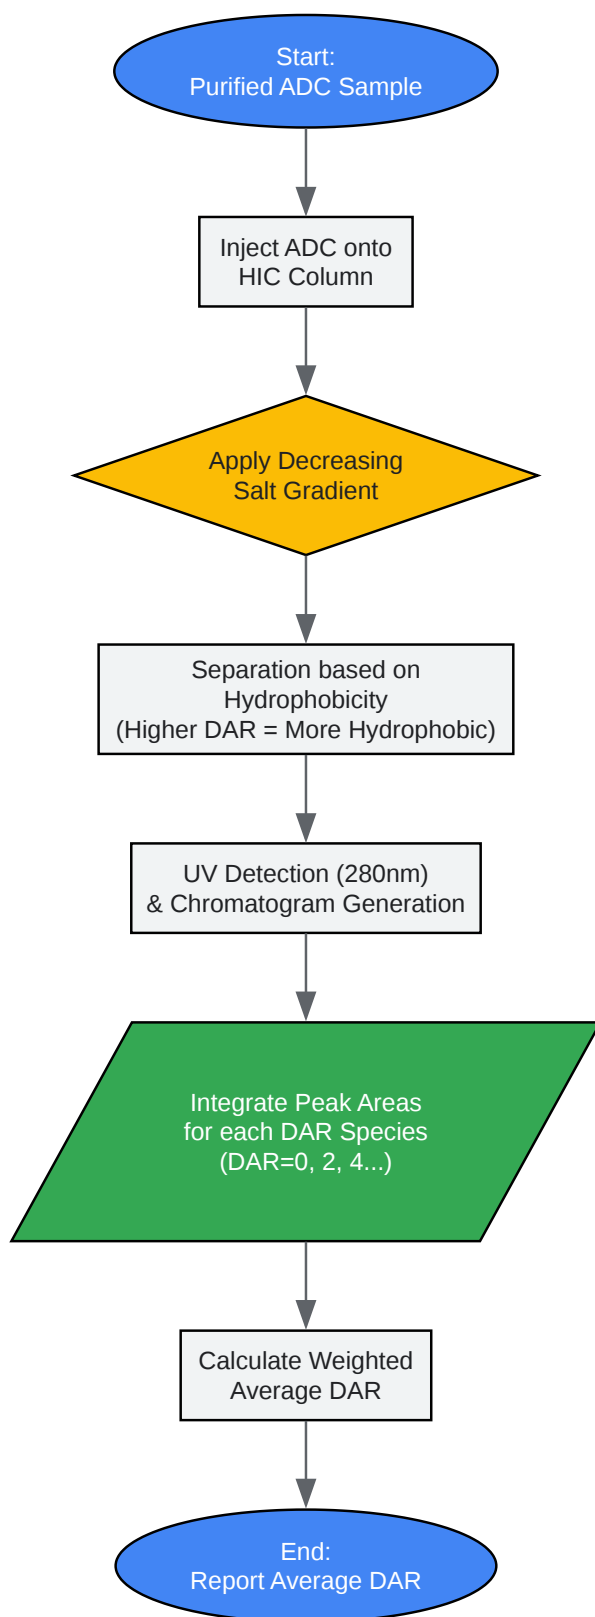 Start:
Purified ADC Sample
Inject ADC onto
HIC Column
Apply Decreasing
Salt Gradient
Separation based on
Hydrophobicity
(Higher DAR = More Hydrophobic)
UV Detection (280nm)
& Chromatogram Generation
Integrate Peak Areas
for each DAR Species
(DAR=0, 2, 4...)
Calculate Weighted
Average DAR
End:
Report Average DAR